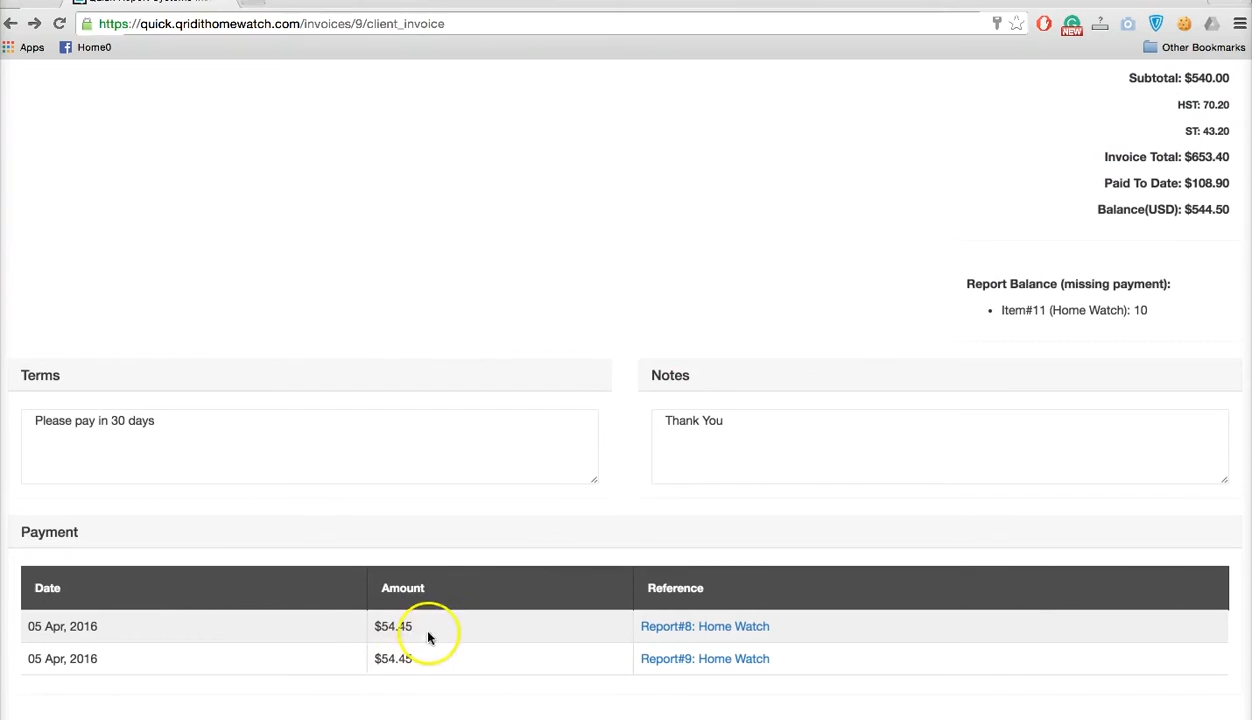 https://quick.qridithomewatch.com/invoices/9/client_invoice
NEW
Apps
Home0
Other Bookmarks
Subtotal: $540.00
HST: 70.20
ST: 43.20
Invoice Total: $653.40
Paid To Date: $108.90
Balance(USD): $544.50
Report Balance (missing payment):
• Item#11 (Home Watch): 10
Terms
Notes
Please pay in 30 days
Thank You
Payment
Date Amount Reference
05 Apr, 2016 $54.45 Report#8: Home Watch
05 Apr, 2016 $54.45 Report#9: Home Watch